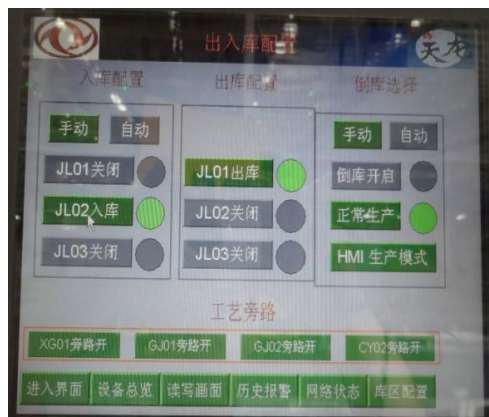 出入库配置
天龙
入库配置 出库配置 倒库选择
手动 自动 手动 自动
JL01关闭 JL01出库 倒库开启
JL02入库 JL02关闭 正常生产
JL03关闭 JL03关闭 HMI 生产模式
工艺旁路
XG01旁路开 GJ01旁路开 GJ02旁路开 CY02旁路开
进入界面 设备总览 读写画面 历史报警 网络状态 库区配置